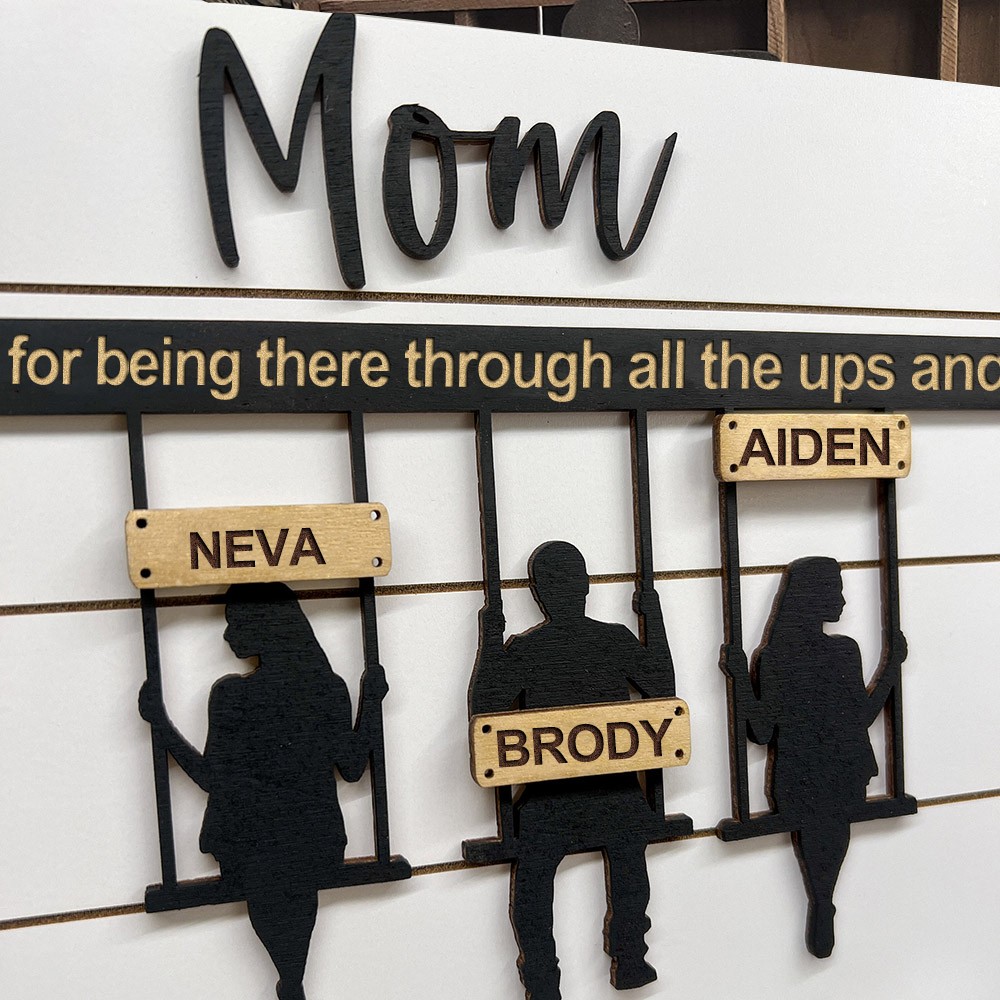 Mom
for being there through all the ups and
AIDEN
NEVA
BRODY